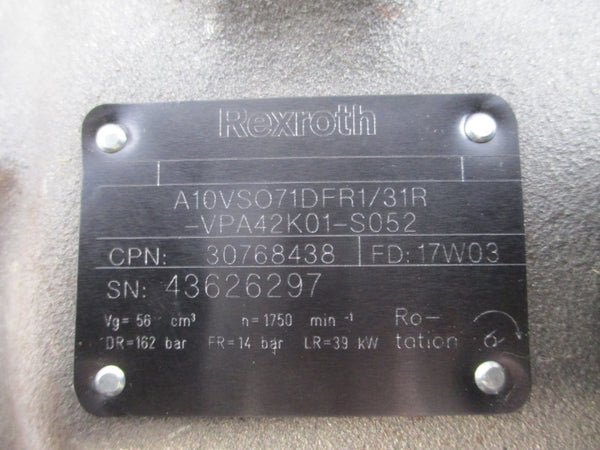 Rexroth
A10VSO71DFR1/31R
-VPA42K01-S052
CPN: 30768438 FD: 17W03
SN: 43626297
Vg= 56 cm³ n= 1750 min -1 Ro-
DR=162 bar FR= 14 bar LR=39 kW tation